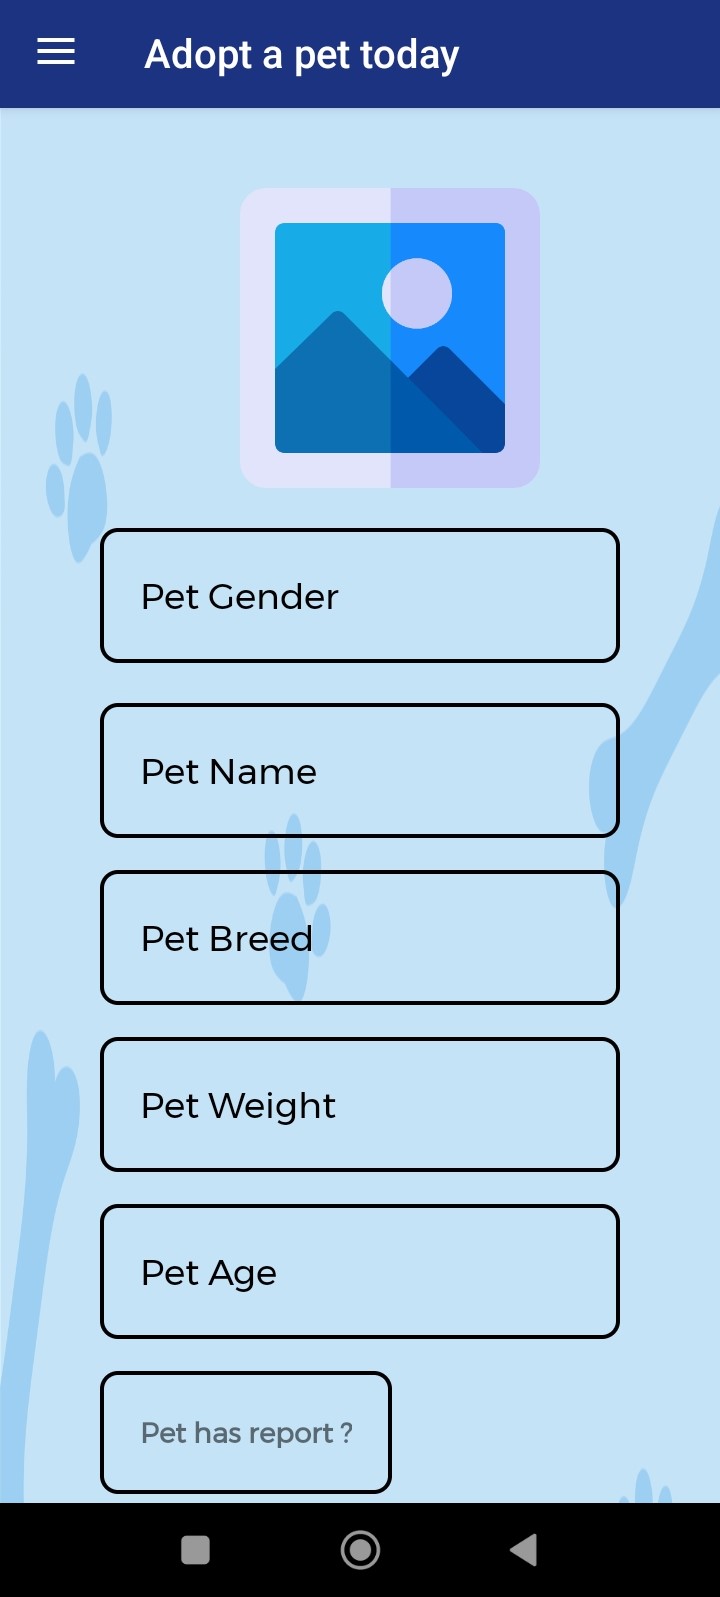 Adopt a pet today
Pet Gender
Pet Name
Pet Breed
Pet Weight
Pet Age
Pet has report ?